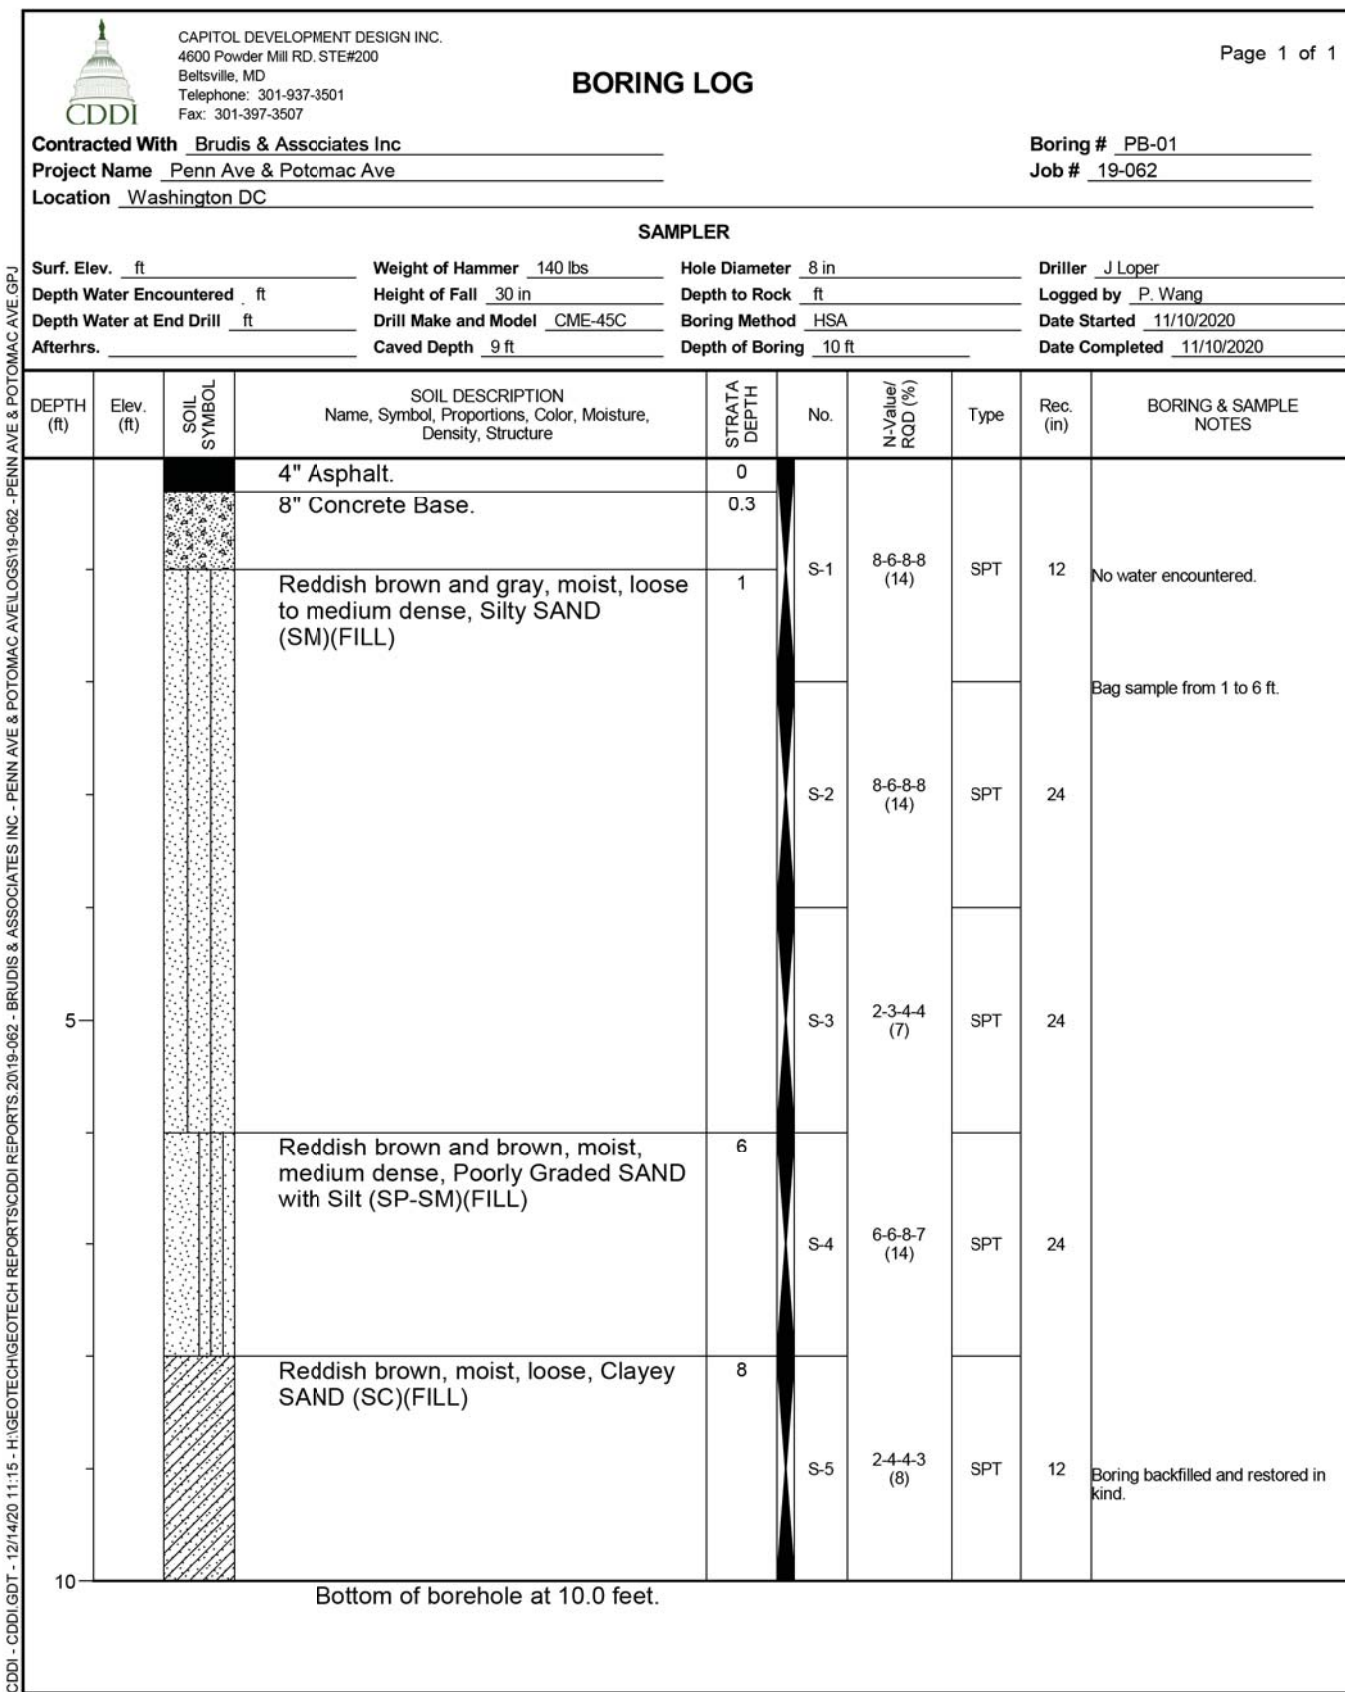 CAPITOL DEVELOPMENT DESIGN INC.
4600 Powder Mill RD. STE#200
Beltsville, MD
Telephone: 301-937-3501
Fax: 301-397-3507
CDDI
BORING LOG
Page 1 of 1
Contracted With Brudis & Associates Inc
Boring # PB-01
Project Name Penn Ave & Potomac Ave
Job # 19-062
Location Washington DC
SAMPLER
Surf. Elev. ft
Weight of Hammer 140 lbs
Hole Diameter 8 in
Driller J Loper
Depth Water Encountered ft
Height of Fall 30 in
Depth to Rock ft
Logged by P. Wang
Depth Water at End Drill ft
Drill Make and Model CME-45C
Boring Method HSA
Date Started 11/10/2020
Afterhrs.
Caved Depth 9 ft
Depth of Boring 10 ft
Date Completed 11/10/2020
DEPTH
(ft)
Elev.
(ft)
SOIL
SYMBOL
SOIL DESCRIPTION
Name, Symbol, Proportions, Color, Moisture,
Density, Structure
STRATA
DEPTH
No.
N-Value/
RQD (%)
Type
Rec.
(in)
BORING & SAMPLE
NOTES
4" Asphalt.
0
8" Concrete Base.
0.3
Reddish brown and gray, moist, loose
to medium dense, Silty SAND
(SM)(FILL)
1
S-1
8-6-8-8
(14)
SPT
12
No water encountered.
Bag sample from 1 to 6 ft.
S-2
8-6-8-8
(14)
SPT
24
5
S-3
2-3-4-4
(7)
SPT
24
Reddish brown and brown, moist,
medium dense, Poorly Graded SAND
with Silt (SP-SM)(FILL)
6
S-4
6-6-8-7
(14)
SPT
24
Reddish brown, moist, loose, Clayey
SAND (SC)(FILL)
8
S-5
2-4-4-3
(8)
SPT
12
Boring backfilled and restored in
kind.
10
Bottom of borehole at 10.0 feet.
CDDI - CDDI.GDT - 12/14/20 11:15 - H:\GEOTECH\GEOTECH REPORTS\CDDI REPORTS.20\19-062 - BRUDIS & ASSOCIATES INC - PENN AVE & POTOMAC AVE\LOGS\19-062 - PENN AVE & POTOMAC AVE.GPJ